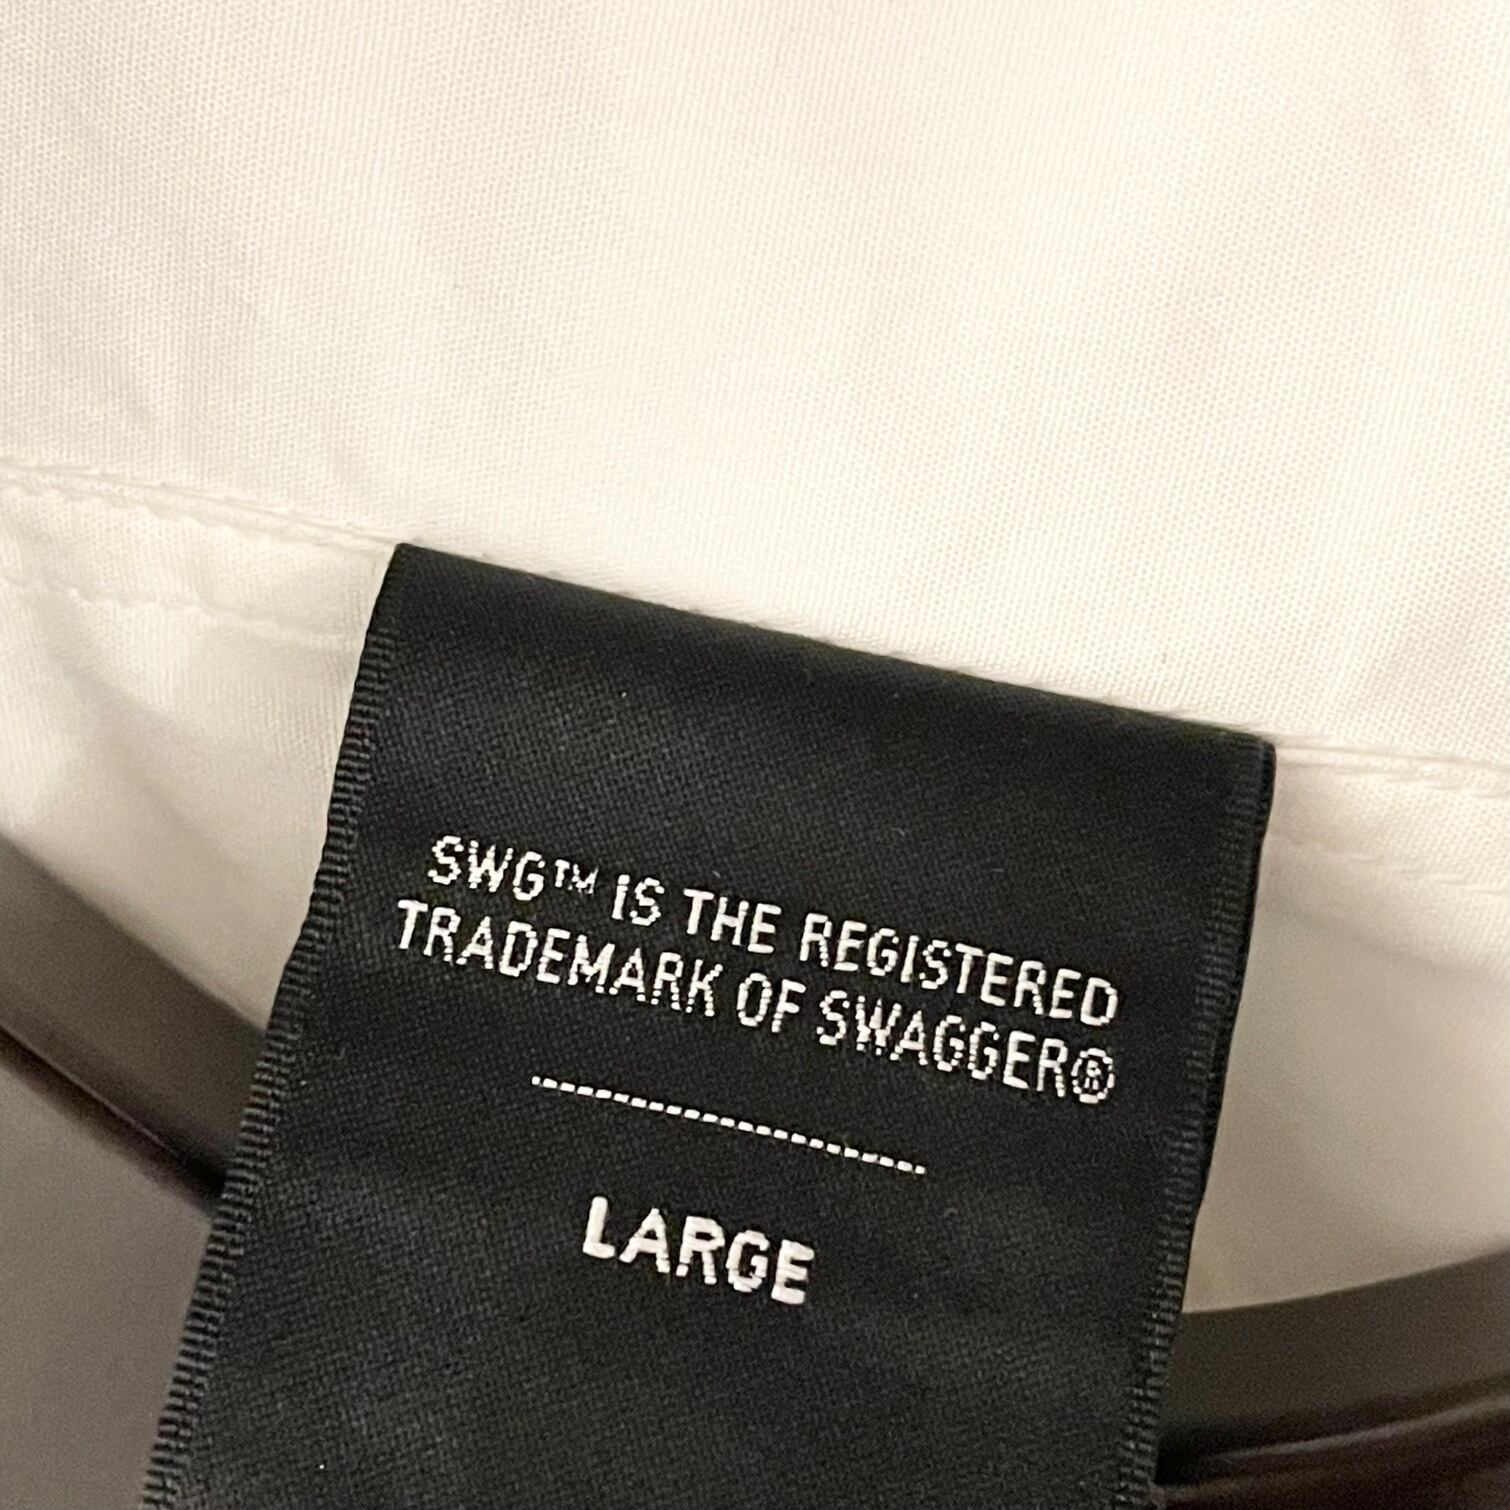 SWG™ IS THE REGISTERED
TRADEMARK OF SWAGGER®
LARGE